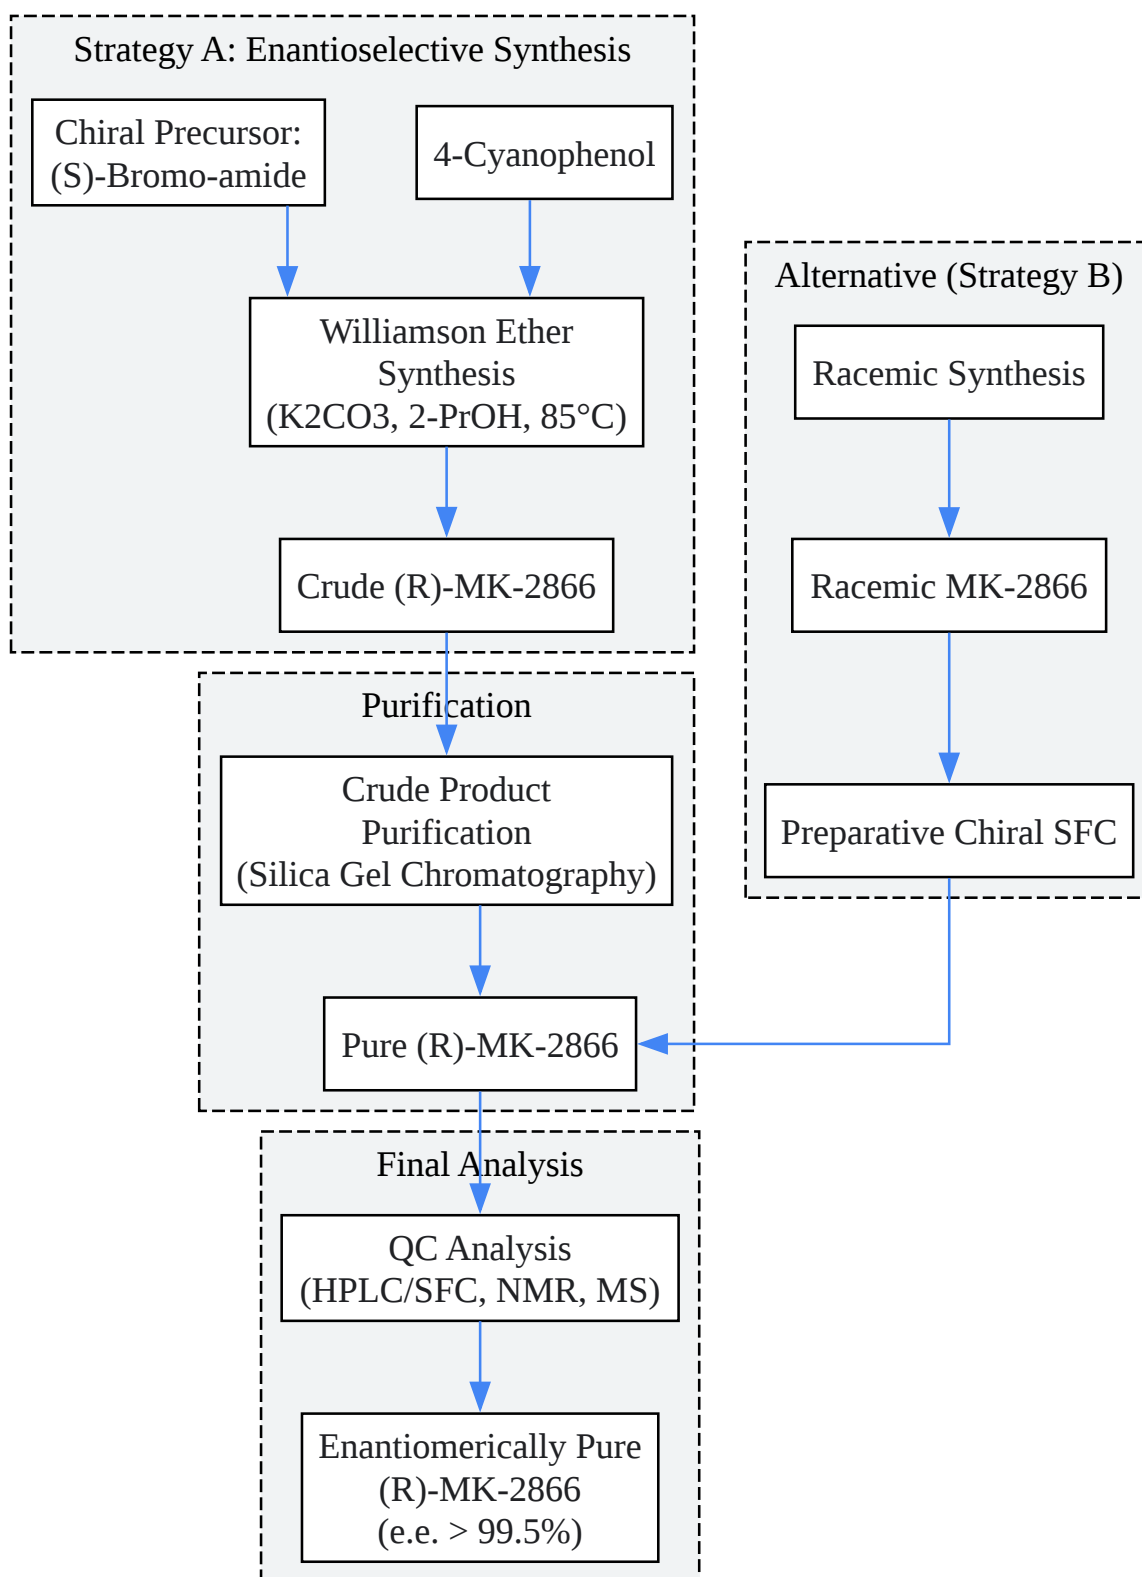 Strategy A: Enantioselective Synthesis
Chiral Precursor:
(S)-Bromo-amide
4-Cyanophenol
Williamson Ether
Synthesis
(K2CO3, 2-PrOH, 85°C)
Crude (R)-MK-2866
Alternative (Strategy B)
Racemic Synthesis
Racemic MK-2866
Preparative Chiral SFC
Purification
Crude Product
Purification
(Silica Gel Chromatography)
Pure (R)-MK-2866
Final Analysis
QC Analysis
(HPLC/SFC, NMR, MS)
Enantiomerically Pure
(R)-MK-2866
(e.e. > 99.5%)